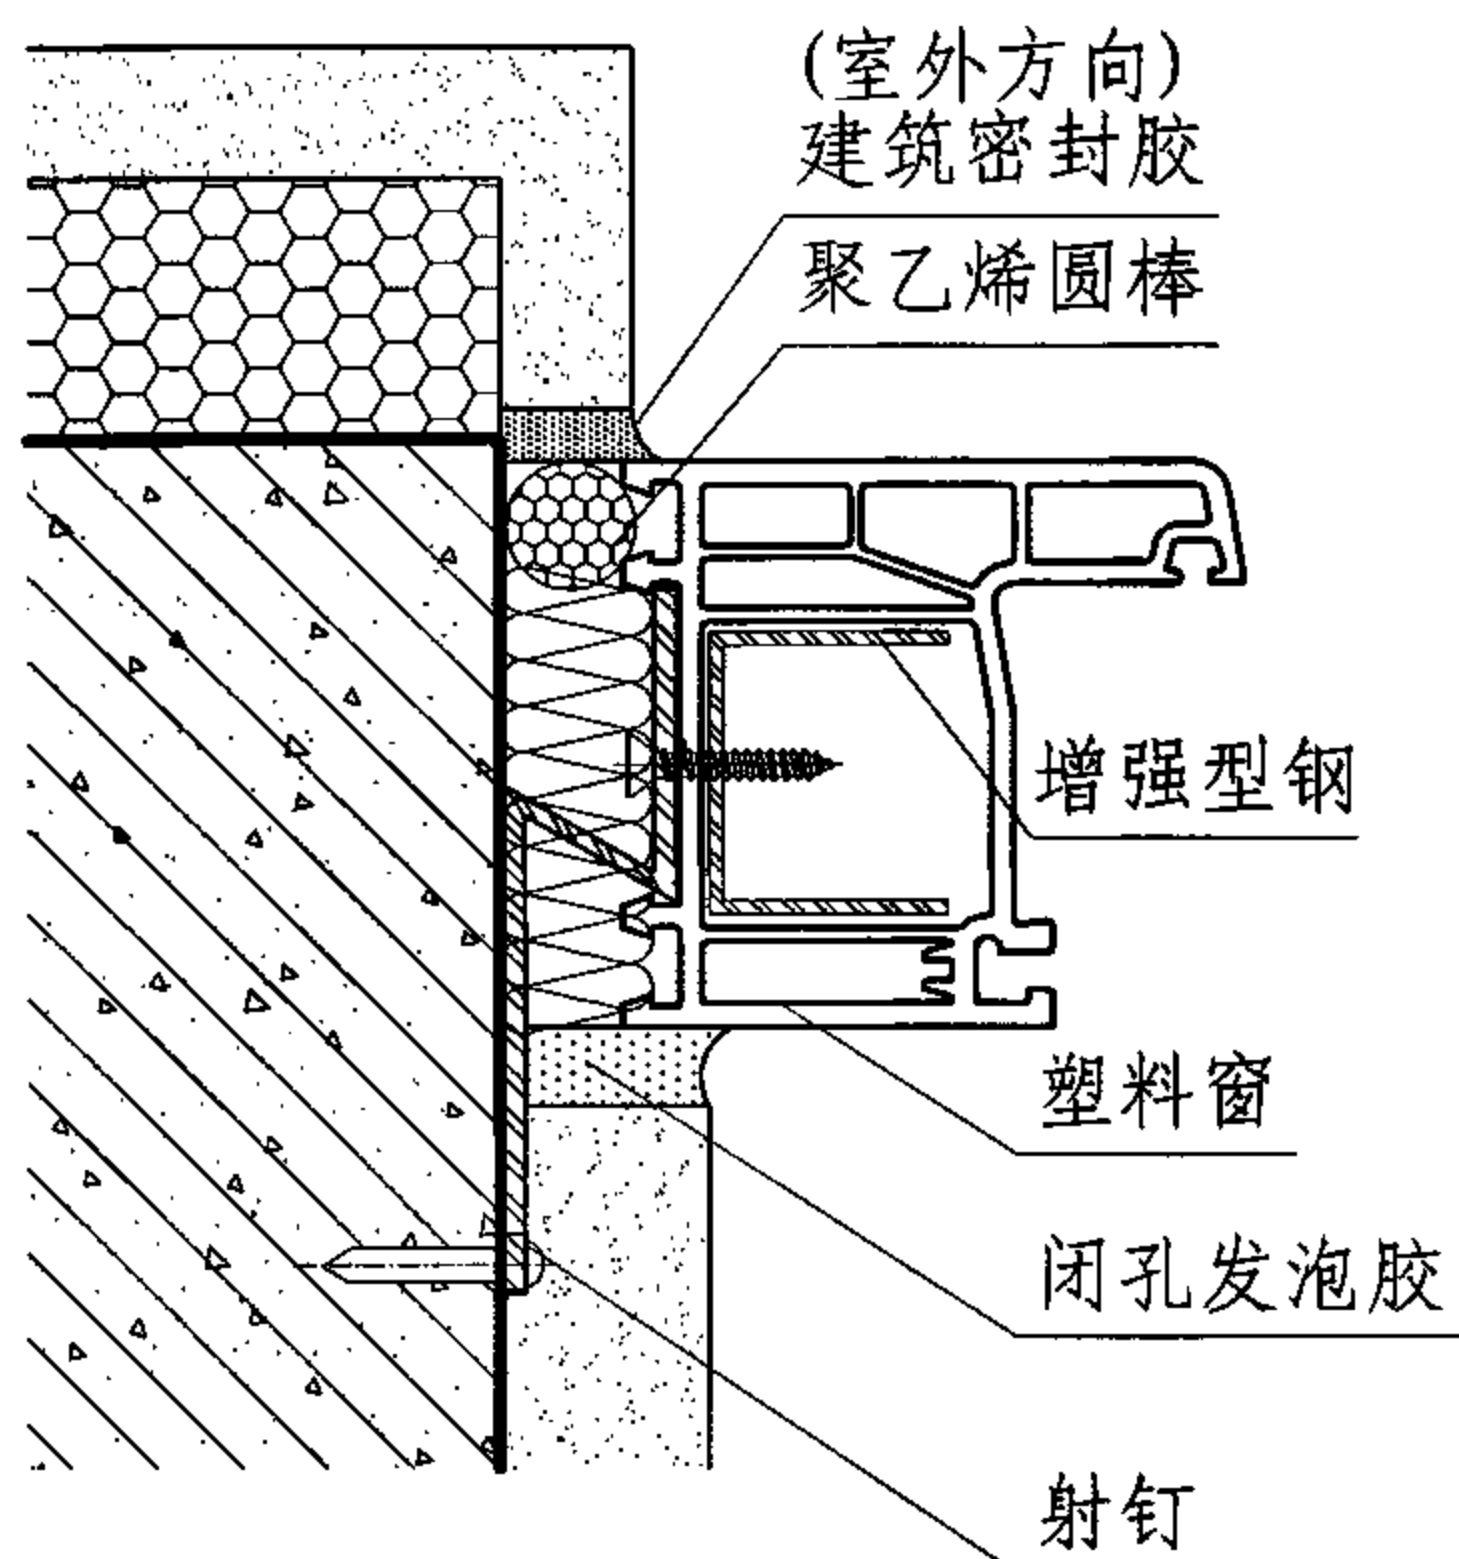 (室外方向)
建筑密封胶
聚乙烯圆棒
增强型钢
塑料窗
闭孔发泡胶
射钉